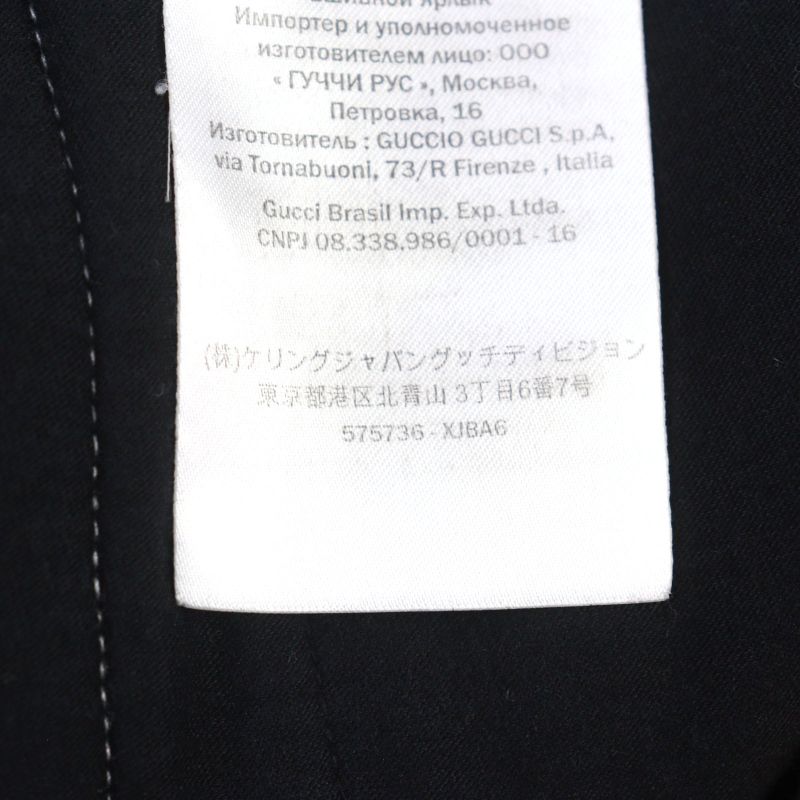 вшивной ярлык
Импортер и уполномоченное
изготовителем лицо: ООО
« ГУЧЧИ РУС », Москва,
Петровка, 16
Изготовитель : GUCCIO GUCCI S.p.A,
via Tornabuoni, 73/R Firenze , Italia
Gucci Brasil Imp. Exp. Ltda.
CNPJ 08.338.986/0001 - 16
(株)ケリングジャパングッチディビジョン
東京都港区北青山 3丁目6番7号
575736 - XJBA6